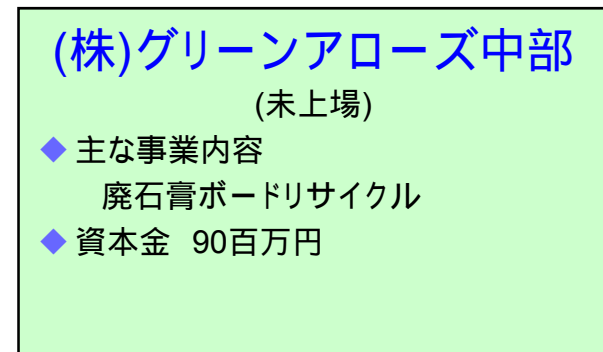 (株)グリーンアローズ中部
(未上場)
◆ 主な事業内容
廃石膏ボードリサイクル
◆ 資本金 90百万円